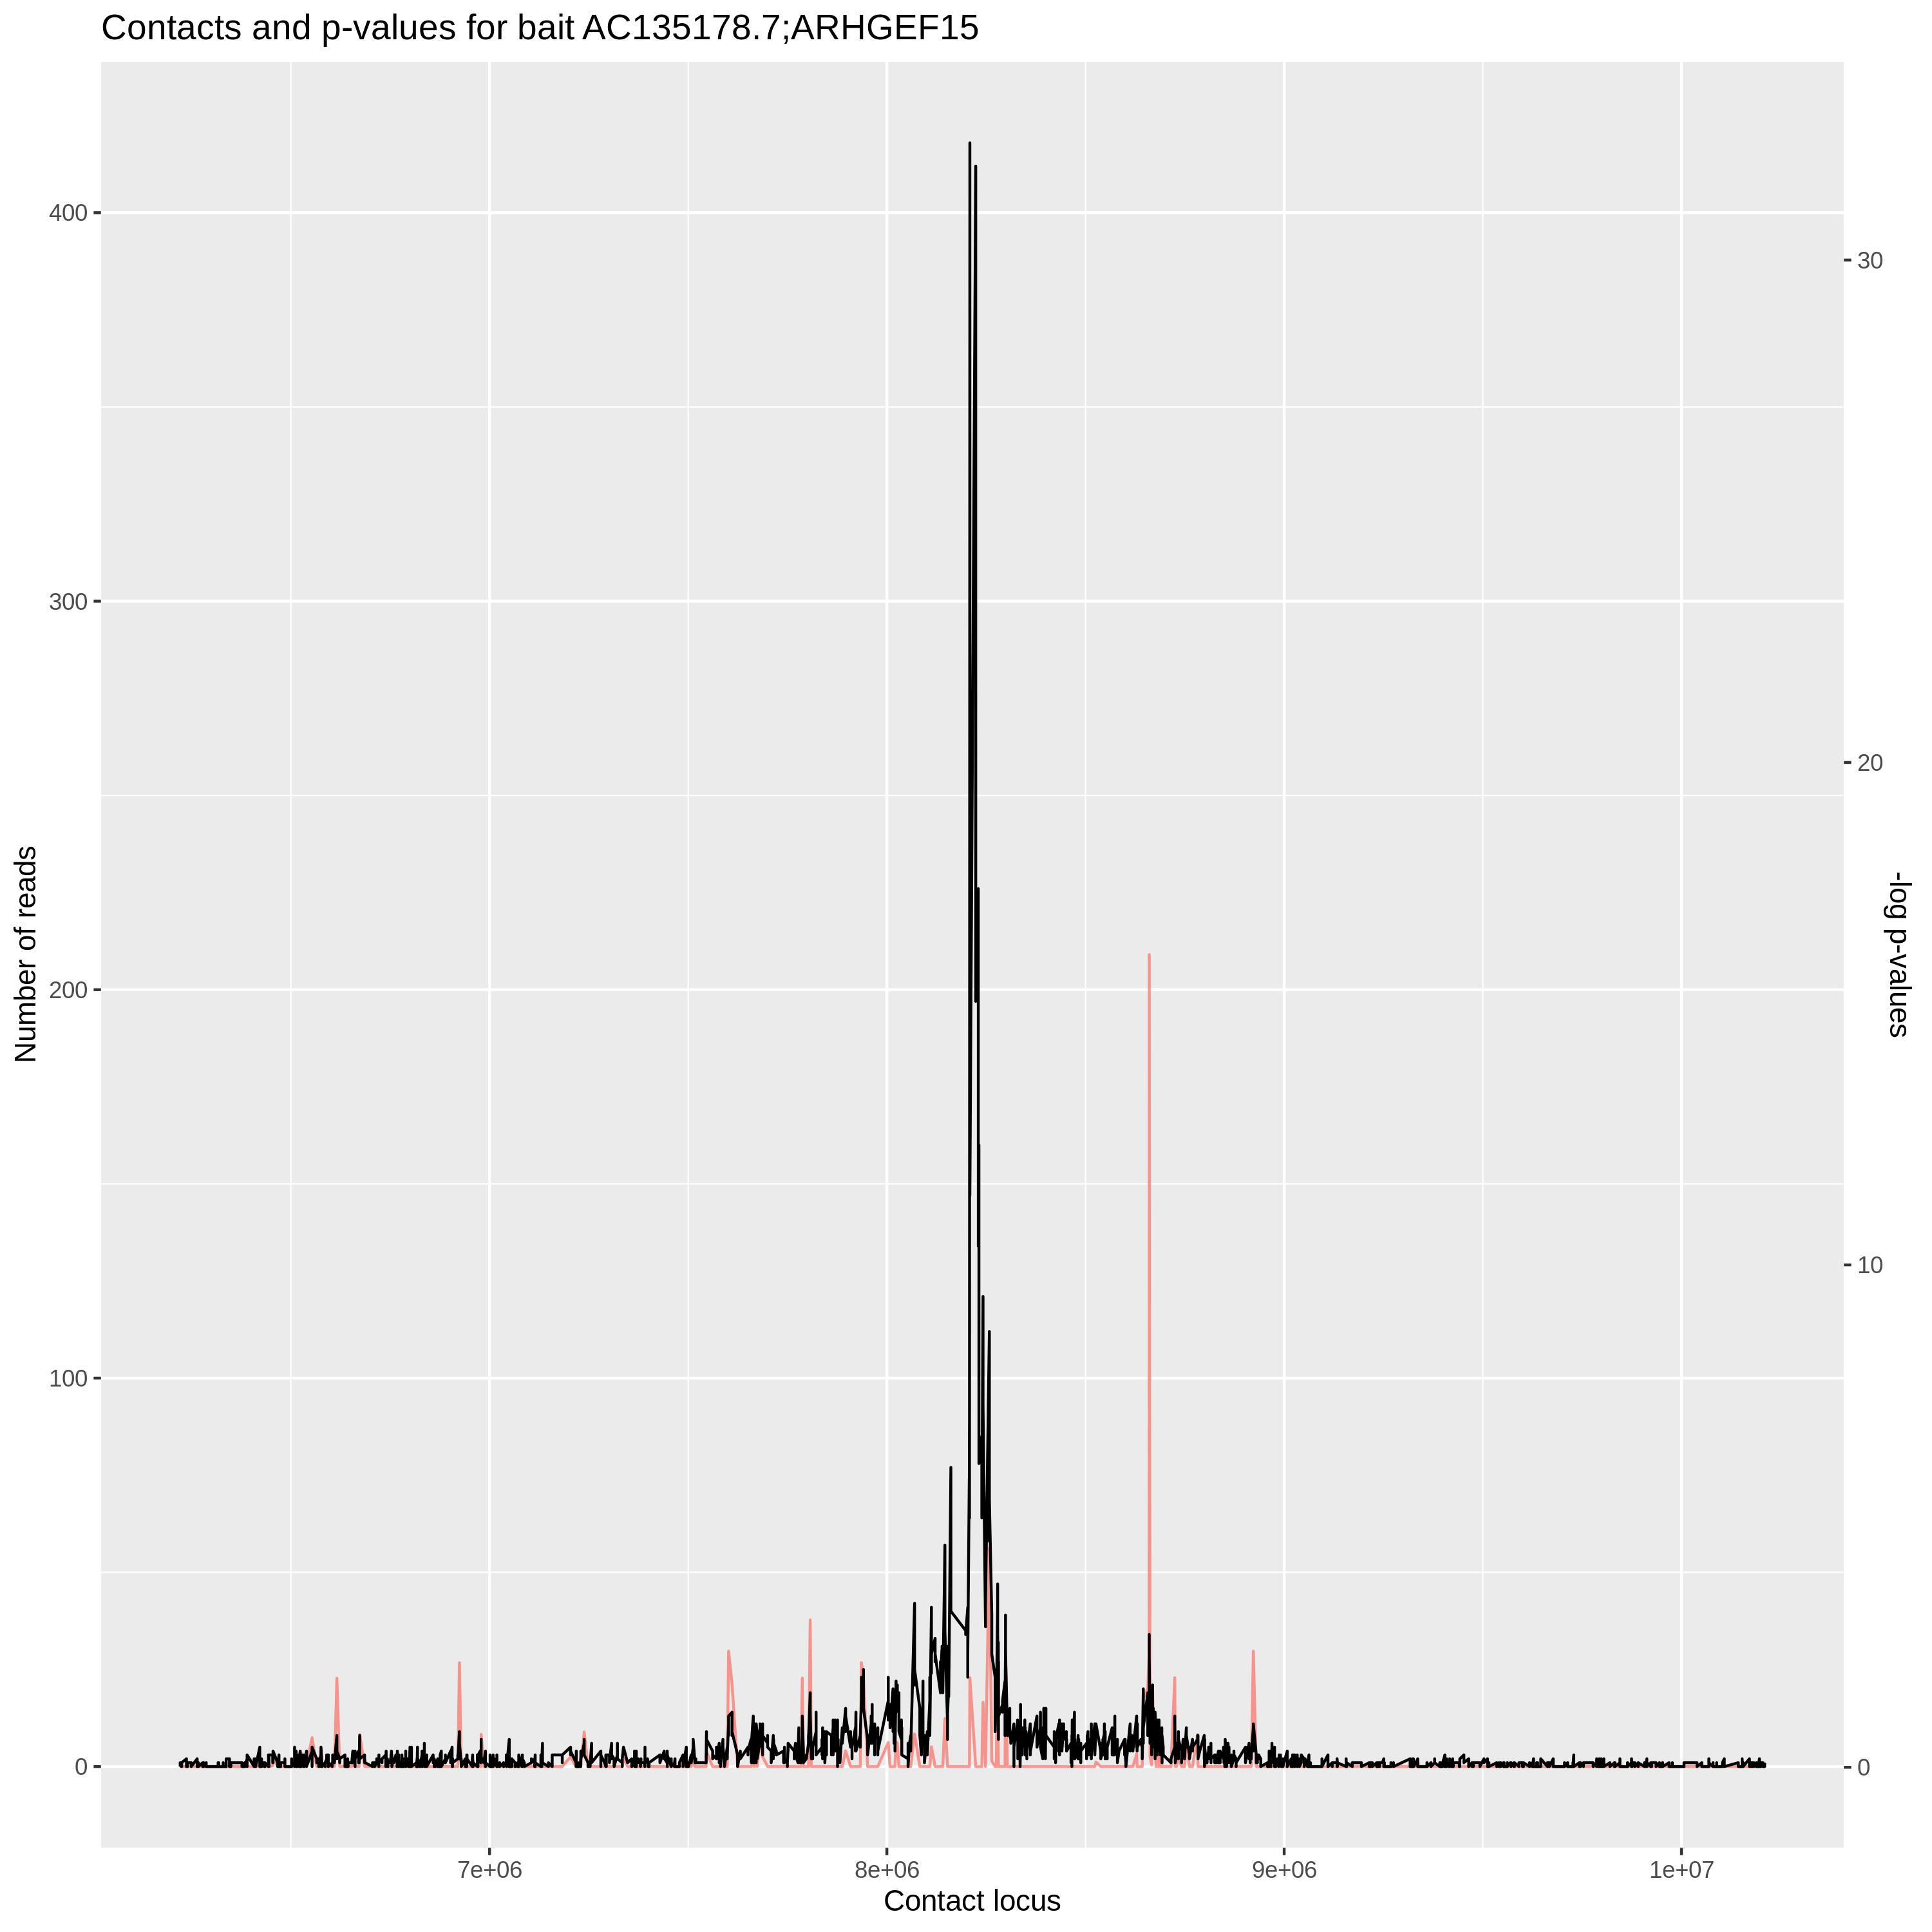 Contacts and p-values for bait AC135178.7;ARHGEF15
400
300
200
100
0
Number of reads
30
20
10
0
-log p-values
7e+06
8e+06
9e+06
1e+07
Contact locus